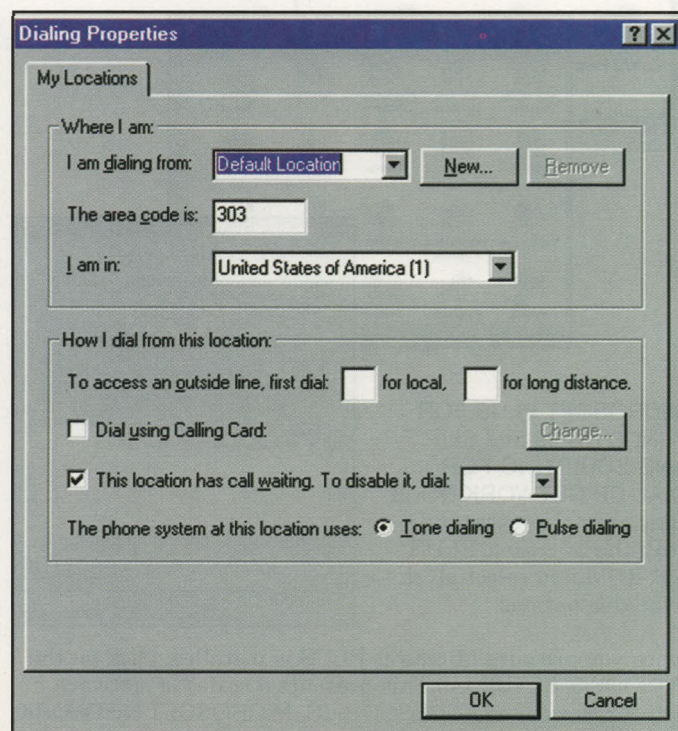 Dialing Properties
My Locations
Where I am:
I am dialing from: Default Location New... Remove
The area code is: 303
I am in: United States of America (1)
How I dial from this location:
To access an outside line, first dial: for local, for long distance.
Dial using Calling Card: Change...
This location has call waiting. To disable it, dial:
The phone system at this location uses: Tone dialing Pulse dialing
OK Cancel